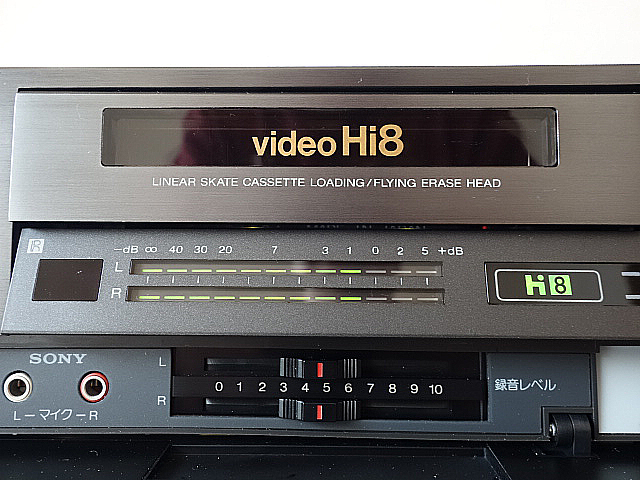 video Hi8
LINEAR SKATE CASSETTE LOADING/FLYING ERASE HEAD
−dB ∞ 40 30 20 7 3 1 0 2 5 +dB
L
R
Hi8
SONY
L－マイク－R
L
R
0 1 2 3 4 5 6 7 8 9 10
録音レベル